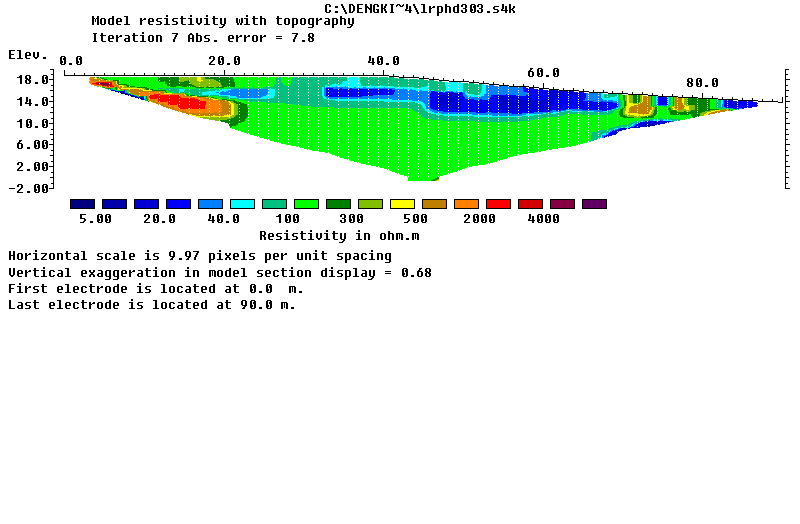 C:\DENGKI~4\lrphd303.s4k
Model resistivity with topography
Iteration 7 Abs. error = 7.8
Elev.
0.0 20.0 40.0 60.0 80.0
18.0
14.0
10.0
6.00
2.00
-2.00
5.00 20.0 40.0 100 300 500 2000 4000
Resistivity in ohm.m
Horizontal scale is 9.97 pixels per unit spacing
Vertical exaggeration in model section display = 0.68
First electrode is located at 0.0 m.
Last electrode is located at 90.0 m.